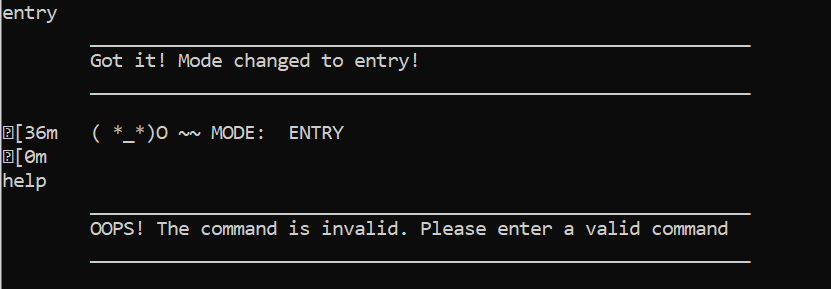 entry
Got it! Mode changed to entry!
⍰[36m ( *_*)O ~~ MODE:  ENTRY
⍰[0m
help
OOPS! The command is invalid. Please enter a valid command